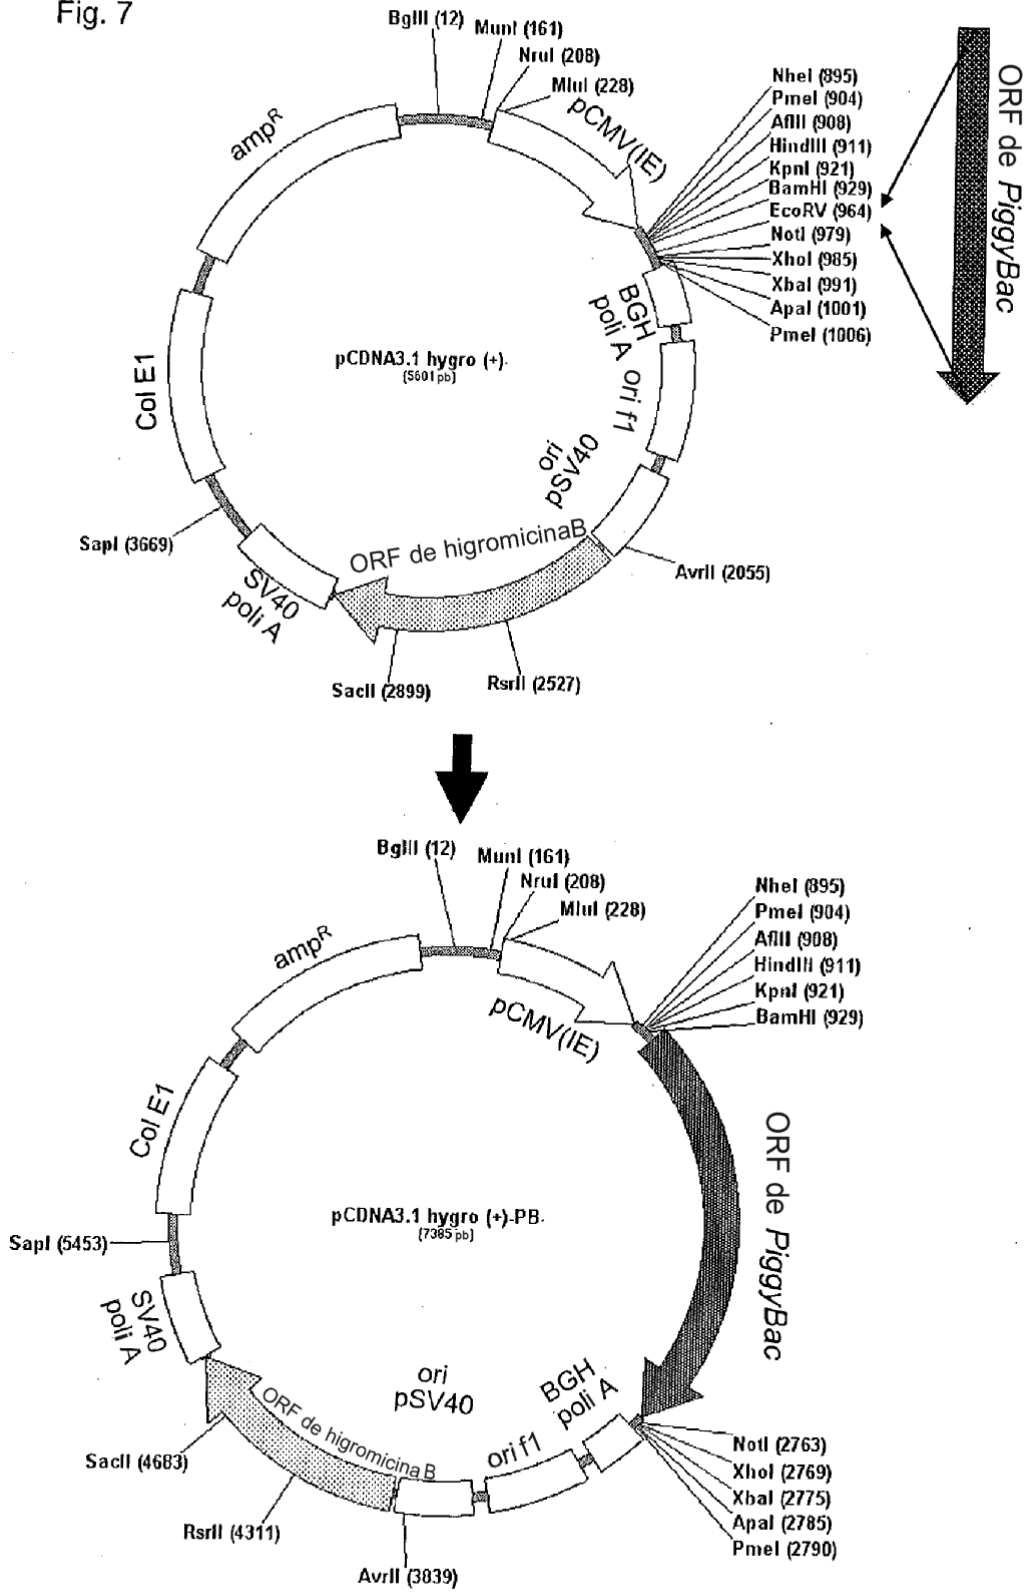 Fig. 7
BglII (12)
MunI (161)
NruI (208)
MluI (228)
pCMV(IE)
ampR
NheI (895)
PmeI (904)
AflII (908)
HindIII (911)
KpnI (921)
BamHI (929)
EcoRV (964)
NotI (979)
XhoI (985)
XbaI (991)
ApaI (1001)
PmeI (1006)
ORF de PiggyBac
BGH
poli A
ori f1
pCDNA3.1 hygro (+)-
[5601 pb]
Col E1
ori
pSV40
ORF de higromicinaB
SapI (3669)
SV40
poli A
AvrII (2055)
SacII (2899)
RsrII (2527)
BglII (12)
MunI (161)
NruI (208)
MluI (228)
pCMV(IE)
ampR
NheI (895)
PmeI (904)
AflII (908)
HindIII (911)
KpnI (921)
BamHI (929)
Col E1
ORF de PiggyBac
pCDNA3.1 hygro (+)-PB-
[7385 pb]
SapI (5453)
SV40
poli A
ori
pSV40
BGH
poli A
ORF de higromicina B
ori f1
SacII (4683)
RsrII (4311)
AvrII (3839)
NotI (2763)
XhoI (2769)
XbaI (2775)
ApaI (2785)
PmeI (2790)